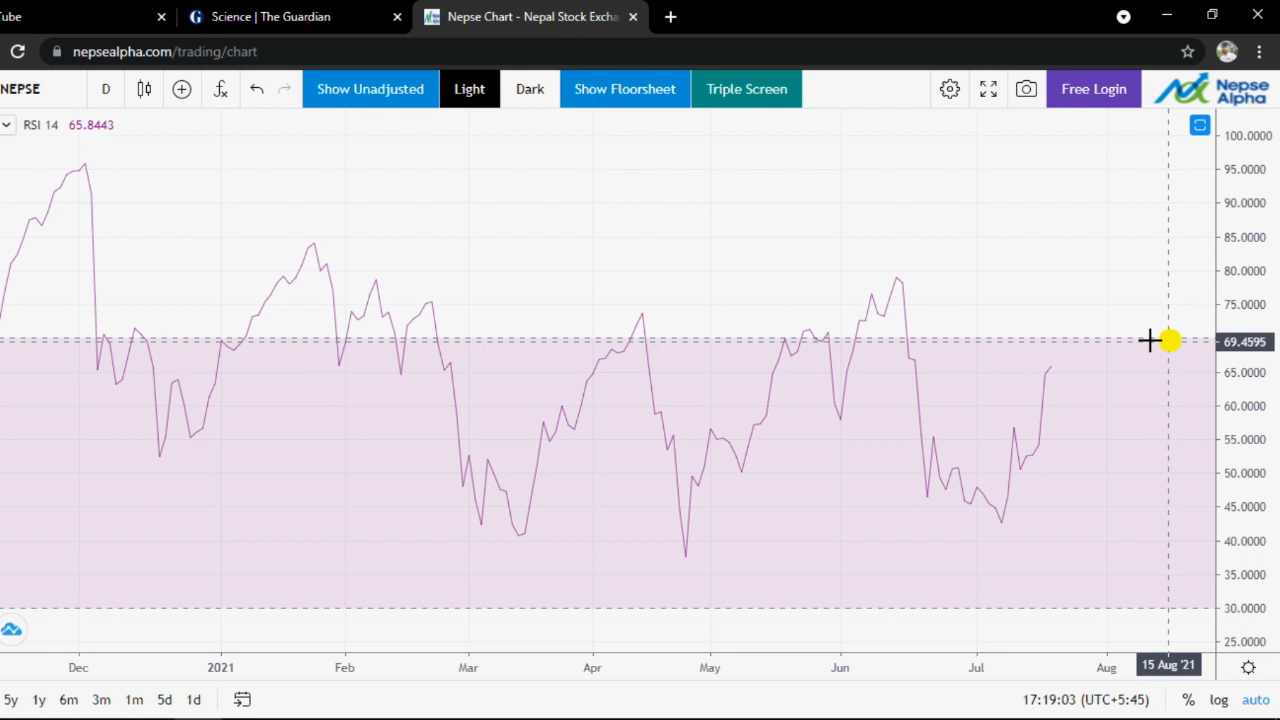 Tube
Science | The Guardian
Nepse Chart - Nepal Stock Excha
nepsealpha.com/trading/chart
NEPSE D Show Unadjusted Light Dark Show Floorsheet Triple Screen Free Login Nepse Alpha
RSI 14 65.8443
100.0000
95.0000
90.0000
85.0000
80.0000
75.0000
69.4595
65.0000
60.0000
55.0000
50.0000
45.0000
40.0000
35.0000
30.0000
25.0000
Dec 2021 Feb Mar Apr May Jun Jul Aug 15 Aug '21
5y 1y 6m 3m 1m 5d 1d 17:19:03 (UTC+5:45) % log auto